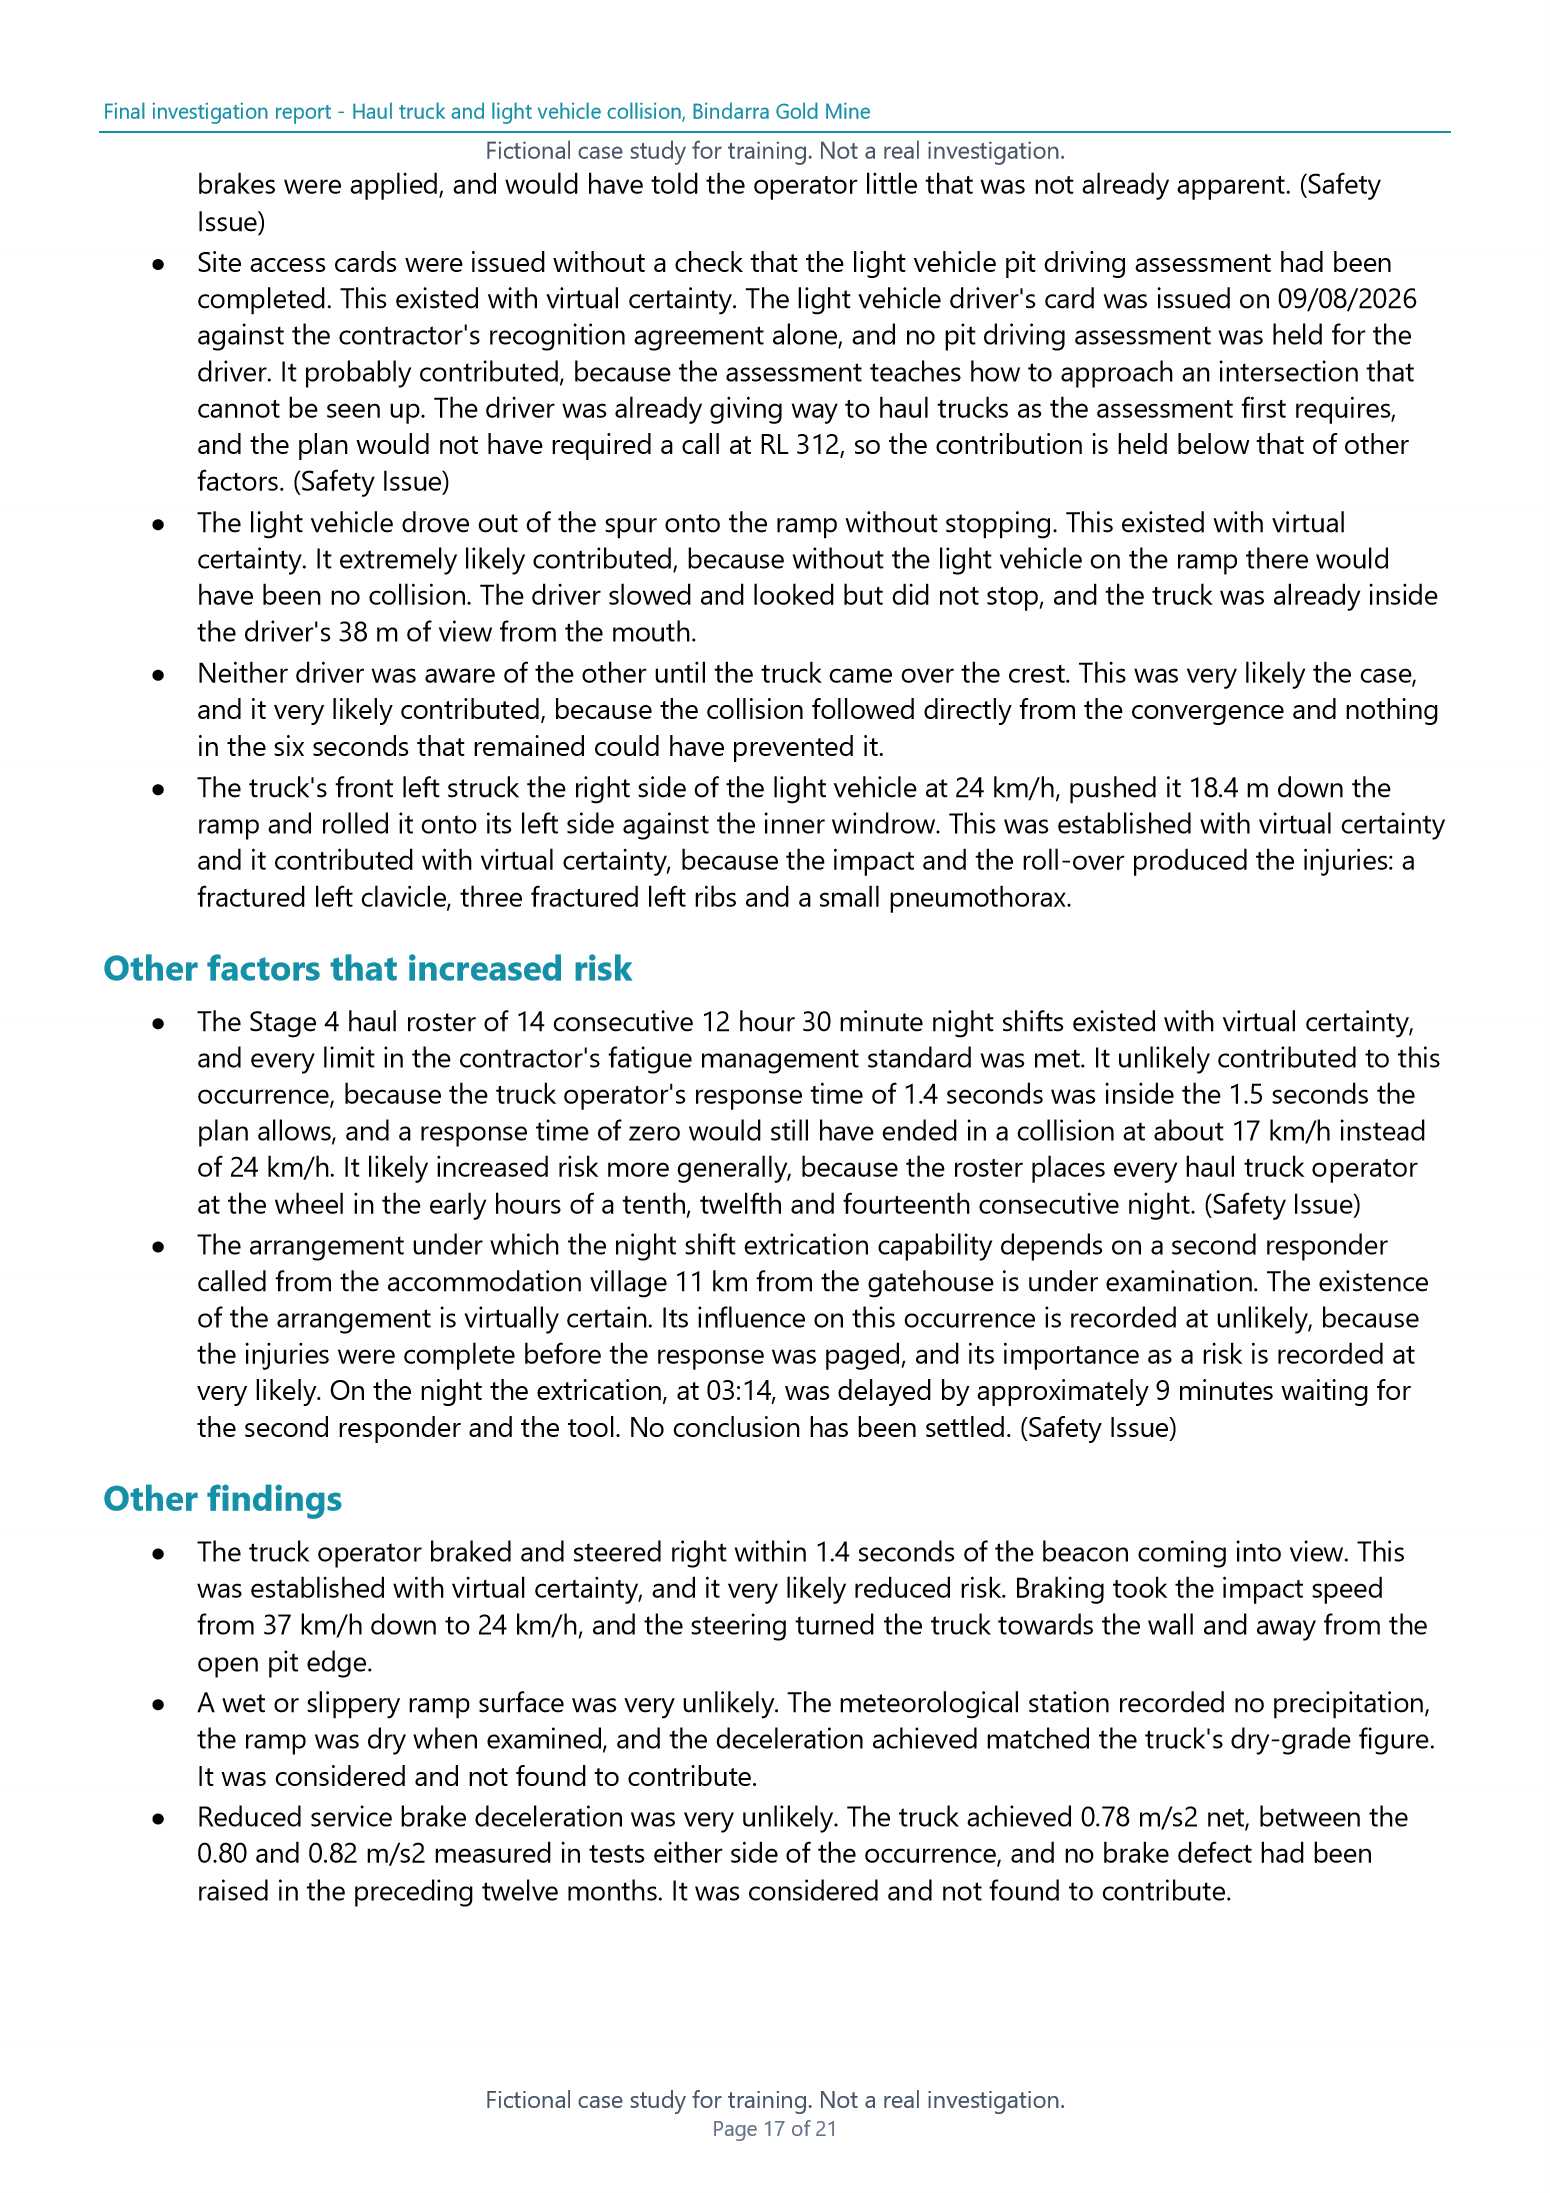 Final investigation report - Haul truck and light vehicle collision, Bindarra Gold Mine
Fictional case study for training. Not a real investigation.
brakes were applied, and would have told the operator little that was not already apparent. (Safety
Issue)
● Site access cards were issued without a check that the light vehicle pit driving assessment had been
completed. This existed with virtual certainty. The light vehicle driver's card was issued on 09/08/2026
against the contractor's recognition agreement alone, and no pit driving assessment was held for the
driver. It probably contributed, because the assessment teaches how to approach an intersection that
cannot be seen up. The driver was already giving way to haul trucks as the assessment first requires,
and the plan would not have required a call at RL 312, so the contribution is held below that of other
factors. (Safety Issue)
● The light vehicle drove out of the spur onto the ramp without stopping. This existed with virtual
certainty. It extremely likely contributed, because without the light vehicle on the ramp there would
have been no collision. The driver slowed and looked but did not stop, and the truck was already inside
the driver's 38 m of view from the mouth.
● Neither driver was aware of the other until the truck came over the crest. This was very likely the case,
and it very likely contributed, because the collision followed directly from the convergence and nothing
in the six seconds that remained could have prevented it.
● The truck's front left struck the right side of the light vehicle at 24 km/h, pushed it 18.4 m down the
ramp and rolled it onto its left side against the inner windrow. This was established with virtual certainty
and it contributed with virtual certainty, because the impact and the roll-over produced the injuries: a
fractured left clavicle, three fractured left ribs and a small pneumothorax.
Other factors that increased risk
● The Stage 4 haul roster of 14 consecutive 12 hour 30 minute night shifts existed with virtual certainty,
and every limit in the contractor's fatigue management standard was met. It unlikely contributed to this
occurrence, because the truck operator's response time of 1.4 seconds was inside the 1.5 seconds the
plan allows, and a response time of zero would still have ended in a collision at about 17 km/h instead
of 24 km/h. It likely increased risk more generally, because the roster places every haul truck operator
at the wheel in the early hours of a tenth, twelfth and fourteenth consecutive night. (Safety Issue)
● The arrangement under which the night shift extrication capability depends on a second responder
called from the accommodation village 11 km from the gatehouse is under examination. The existence
of the arrangement is virtually certain. Its influence on this occurrence is recorded at unlikely, because
the injuries were complete before the response was paged, and its importance as a risk is recorded at
very likely. On the night the extrication, at 03:14, was delayed by approximately 9 minutes waiting for
the second responder and the tool. No conclusion has been settled. (Safety Issue)
Other findings
● The truck operator braked and steered right within 1.4 seconds of the beacon coming into view. This
was established with virtual certainty, and it very likely reduced risk. Braking took the impact speed
from 37 km/h down to 24 km/h, and the steering turned the truck towards the wall and away from the
open pit edge.
● A wet or slippery ramp surface was very unlikely. The meteorological station recorded no precipitation,
the ramp was dry when examined, and the deceleration achieved matched the truck's dry-grade figure.
It was considered and not found to contribute.
● Reduced service brake deceleration was very unlikely. The truck achieved 0.78 m/s2 net, between the
0.80 and 0.82 m/s2 measured in tests either side of the occurrence, and no brake defect had been
raised in the preceding twelve months. It was considered and not found to contribute.
Fictional case study for training. Not a real investigation.
Page 17 of 21